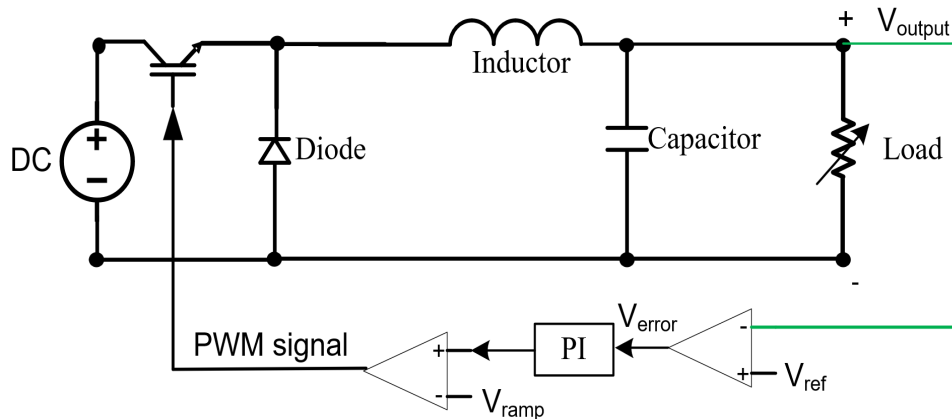 +
V_output
Inductor
+
DC
-
Diode
Capacitor
Load
-
V_error
-
PWM signal
+
PI
+
V_ref
-
V_ramp